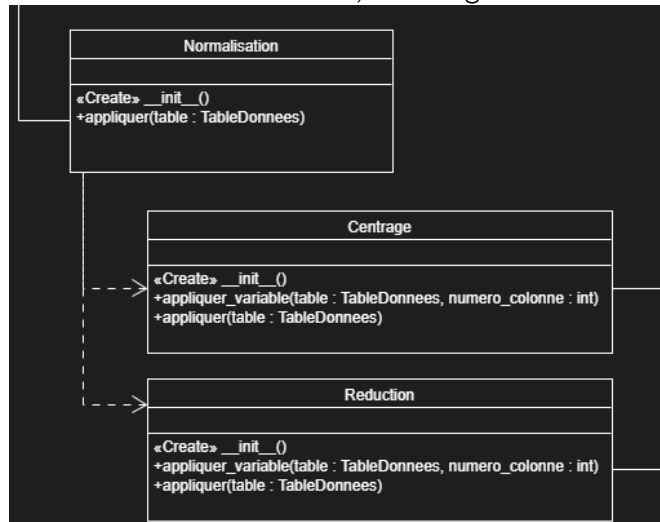 Normalisation
«Create» __init__()
+appliquer(table : TableDonnees)
Centrage
«Create» __init__()
+appliquer_variable(table : TableDonnees, numero_colonne : int)
+appliquer(table : TableDonnees)
Reduction
«Create» __init__()
+appliquer_variable(table : TableDonnees, numero_colonne : int)
+appliquer(table : TableDonnees)